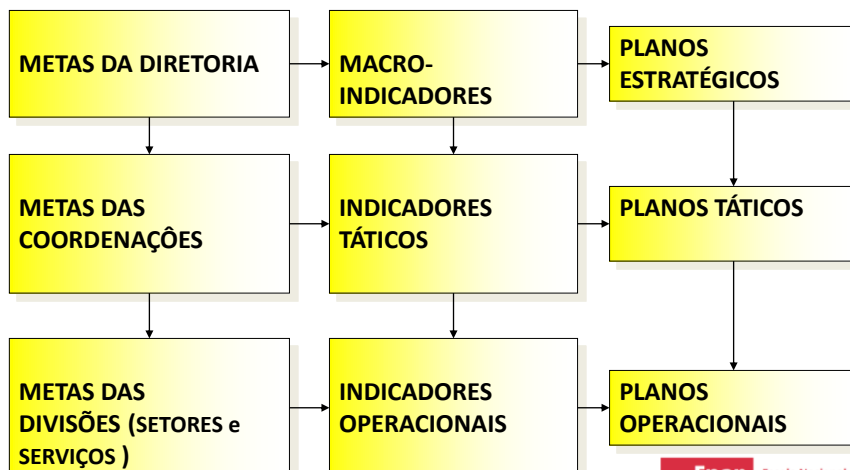 METAS DA DIRETORIA
MACRO-
INDICADORES
PLANOS
ESTRATÉGICOS
METAS DAS
COORDENAÇÔES
INDICADORES
TÁTICOS
PLANOS TÁTICOS
METAS DAS
DIVISÕES (SETORES e
SERVIÇOS )
INDICADORES
OPERACIONAIS
PLANOS
OPERACIONAIS